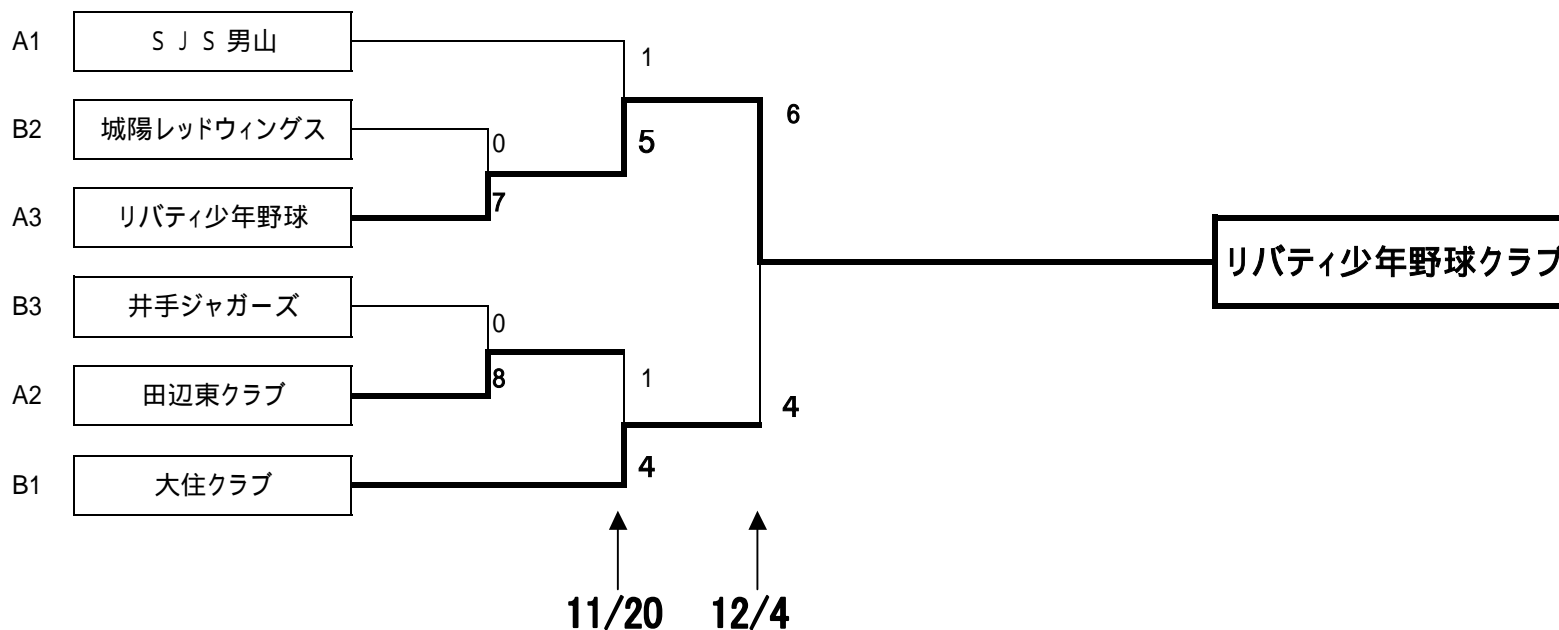 A1
ＳＪＳ男山
1
6
B2
城陽レッドウィングス
0
5
A3
リバティ少年野球
7
リバティ少年野球クラブ
B3
井手ジャガーズ
0
A2
田辺東クラブ
8
1
4
B1
大住クラブ
4
11/20
12/4